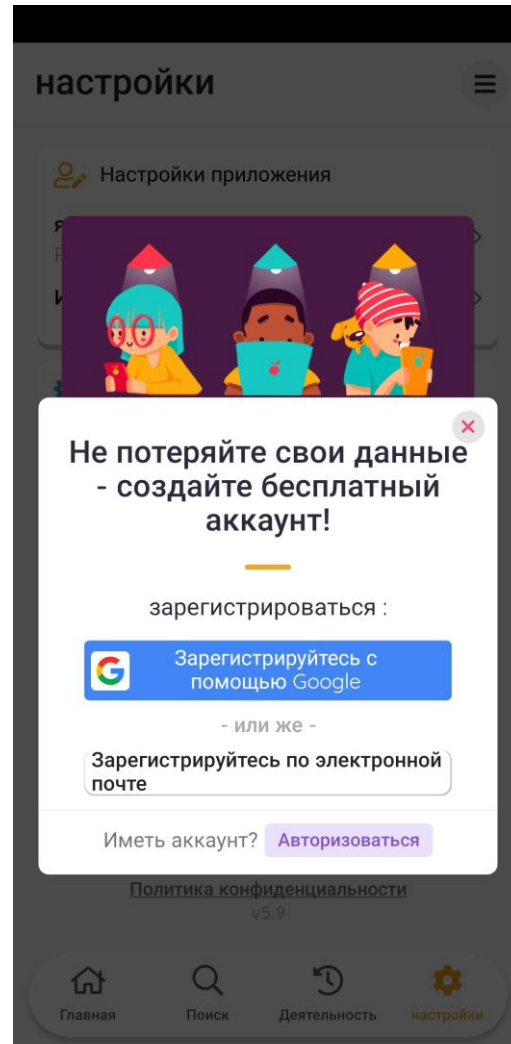 настройки
Настройки приложения
Не потеряйте свои данные
- создайте бесплатный
аккаунт!
зарегистрироваться :
Зарегистрируйтесь с
помощью Google
- или же -
Зарегистрируйтесь по электронной
почте
Иметь аккаунт? Авторизоваться
Политика конфиденциальности
v5.9
Главная Поиск Деятельность настройки